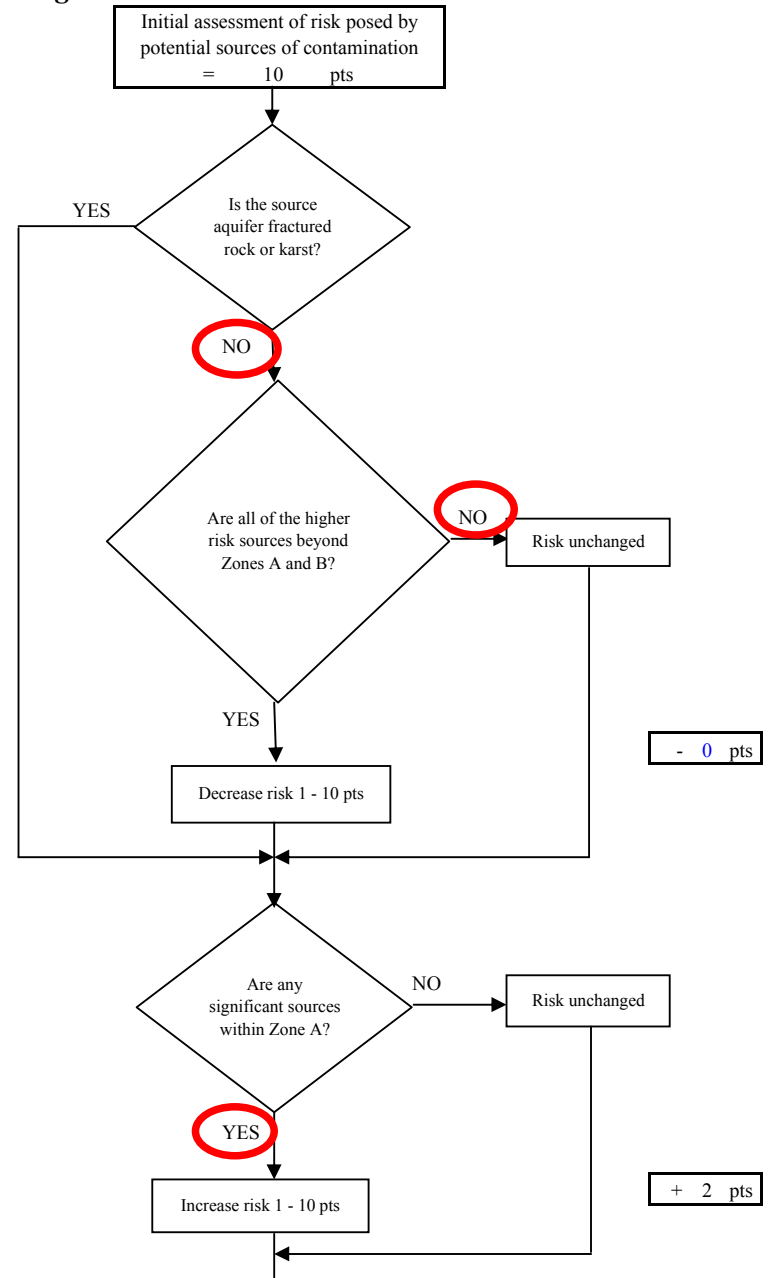 Initial assessment of risk posed by
potential sources of contamination
= 10 pts
YES
Is the source
aquifer fractured
rock or karst?
NO
Are all of the higher
risk sources beyond
Zones A and B?
NO
Risk unchanged
YES
- 0 pts
Decrease risk 1 - 10 pts
Are any
significant sources
within Zone A?
NO
Risk unchanged
YES
+ 2 pts
Increase risk 1 - 10 pts